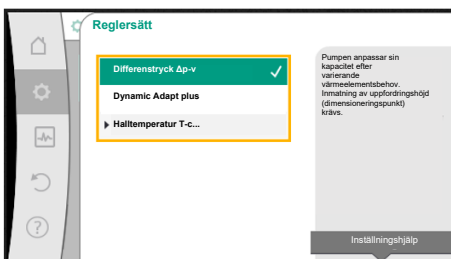 Reglersätt
Differenstryck Δp-v
Dynamic Adapt plus
Halltemperatur T-c...
Pumpen anpassar sin
kapacitet efter
varierande
värmeelementsbehov.
Inmatning av uppfordringshöjd
(dimensioneringspunkt)
krävs.
Inställningshjälp